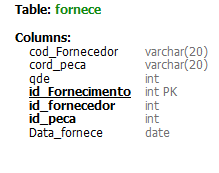 Table: fornece
Columns:
cod_Fornecedor varchar(20)
cord_peca varchar(20)
qde int
id_Fornecimento int PK
id_fornecedor int
id_peca int
Data_fornece date